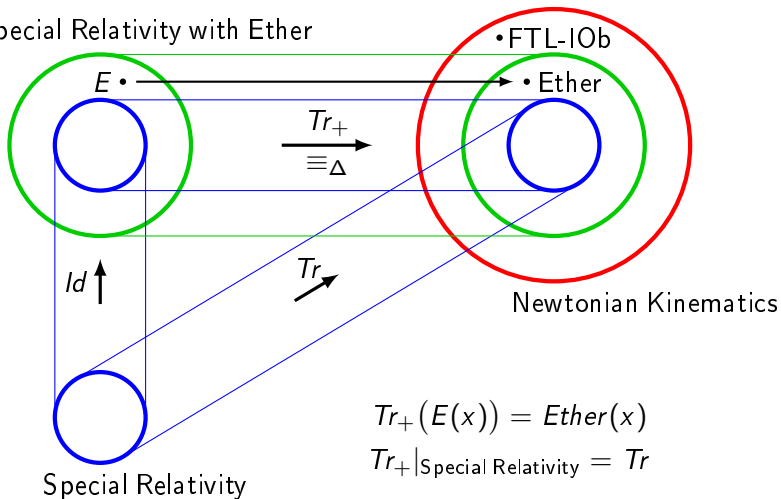 pecial Relativity with Ether
•FTL-IOb
E •
• Ether
Tr₊
≡Δ
Id
Tr
Newtonian Kinematics
Tr₊(E(x)) = Ether(x)
Tr₊|Special Relativity = Tr
Special Relativity